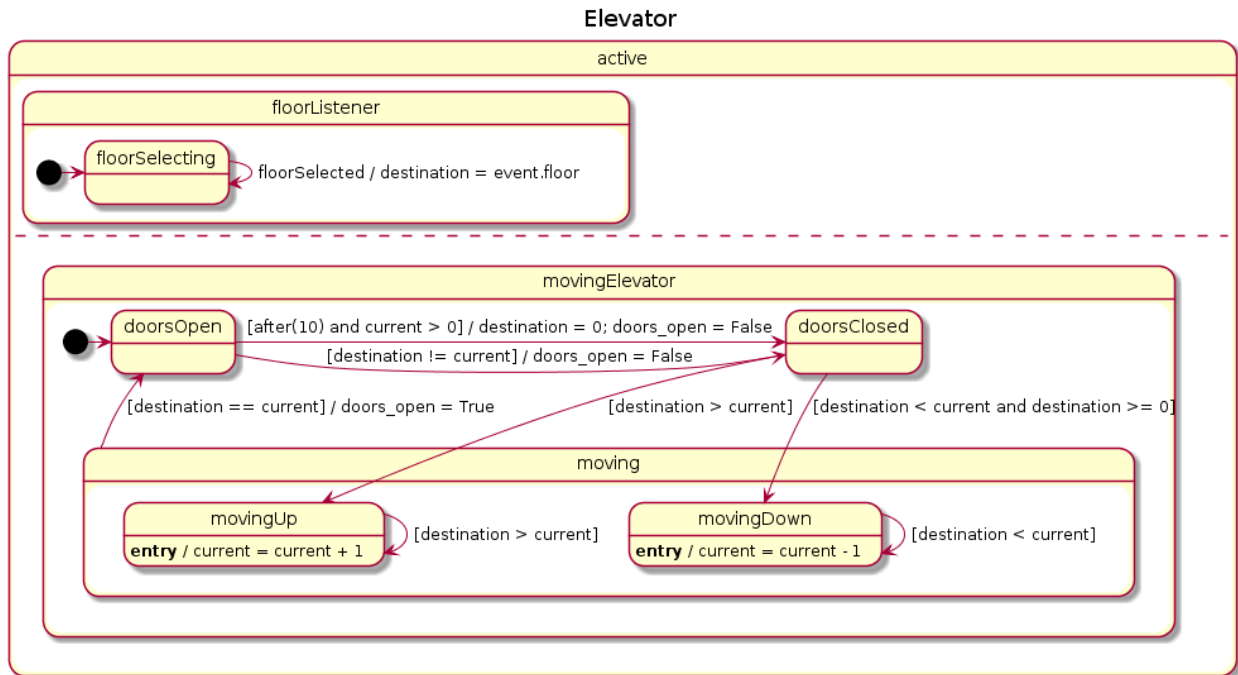 Elevator
active
floorListener
floorSelecting
floorSelected / destination = event.floor
movingElevator
doorsOpen
[after(10) and current > 0] / destination = 0; doors_open = False
doorsClosed
[destination != current] / doors_open = False
[destination == current] / doors_open = True
[destination > current]
[destination < current and destination >= 0]
moving
movingUp
entry / current = current + 1
[destination > current]
movingDown
entry / current = current - 1
[destination < current]